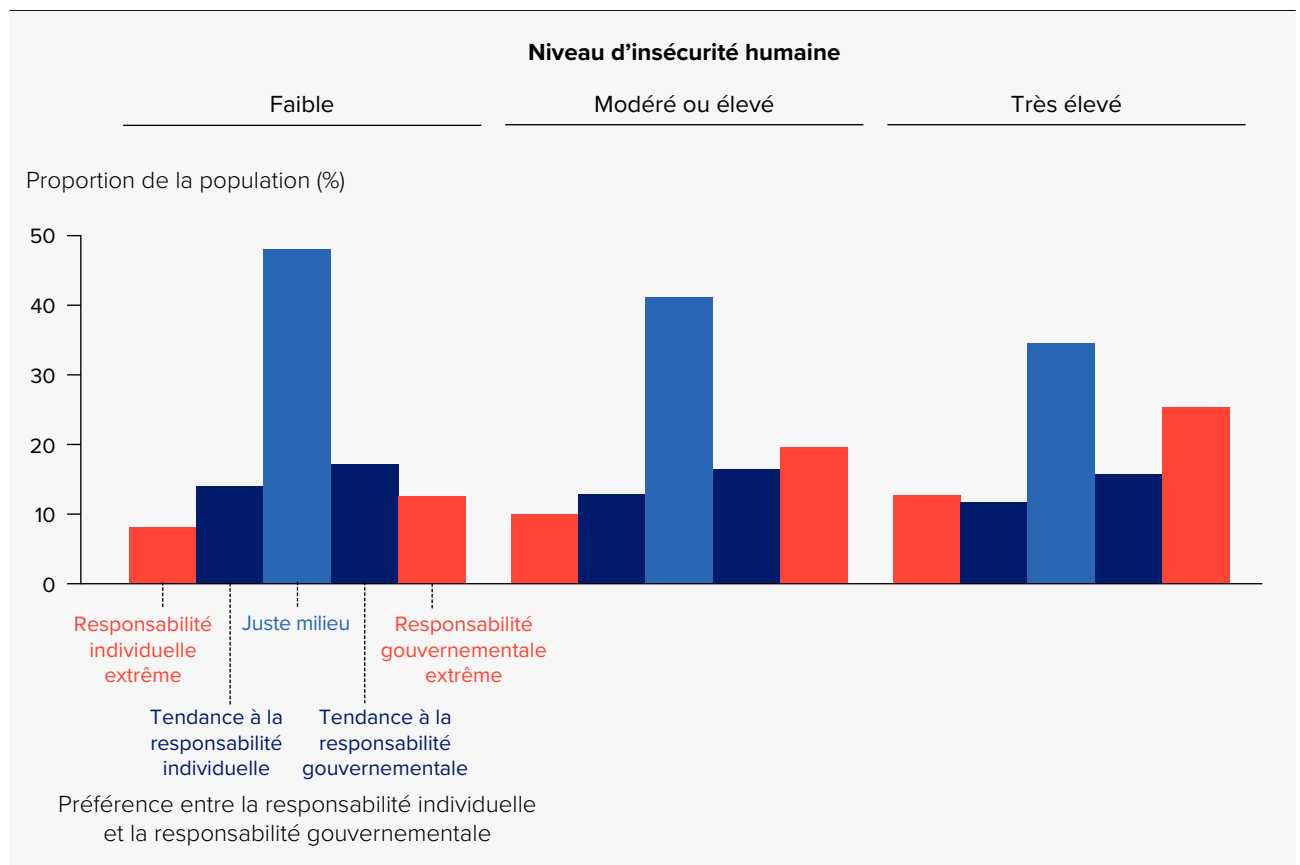 Niveau d’insécurité humaine
Faible
Modéré ou élevé
Très élevé
Proportion de la population (%)
50
40
30
20
10
0
Responsabilité
individuelle
extrême
Juste milieu
Responsabilité
gouvernementale
extrême
Tendance à la
responsabilité
individuelle
Tendance à la
responsabilité
gouvernementale
Préférence entre la responsabilité individuelle
et la responsabilité gouvernementale